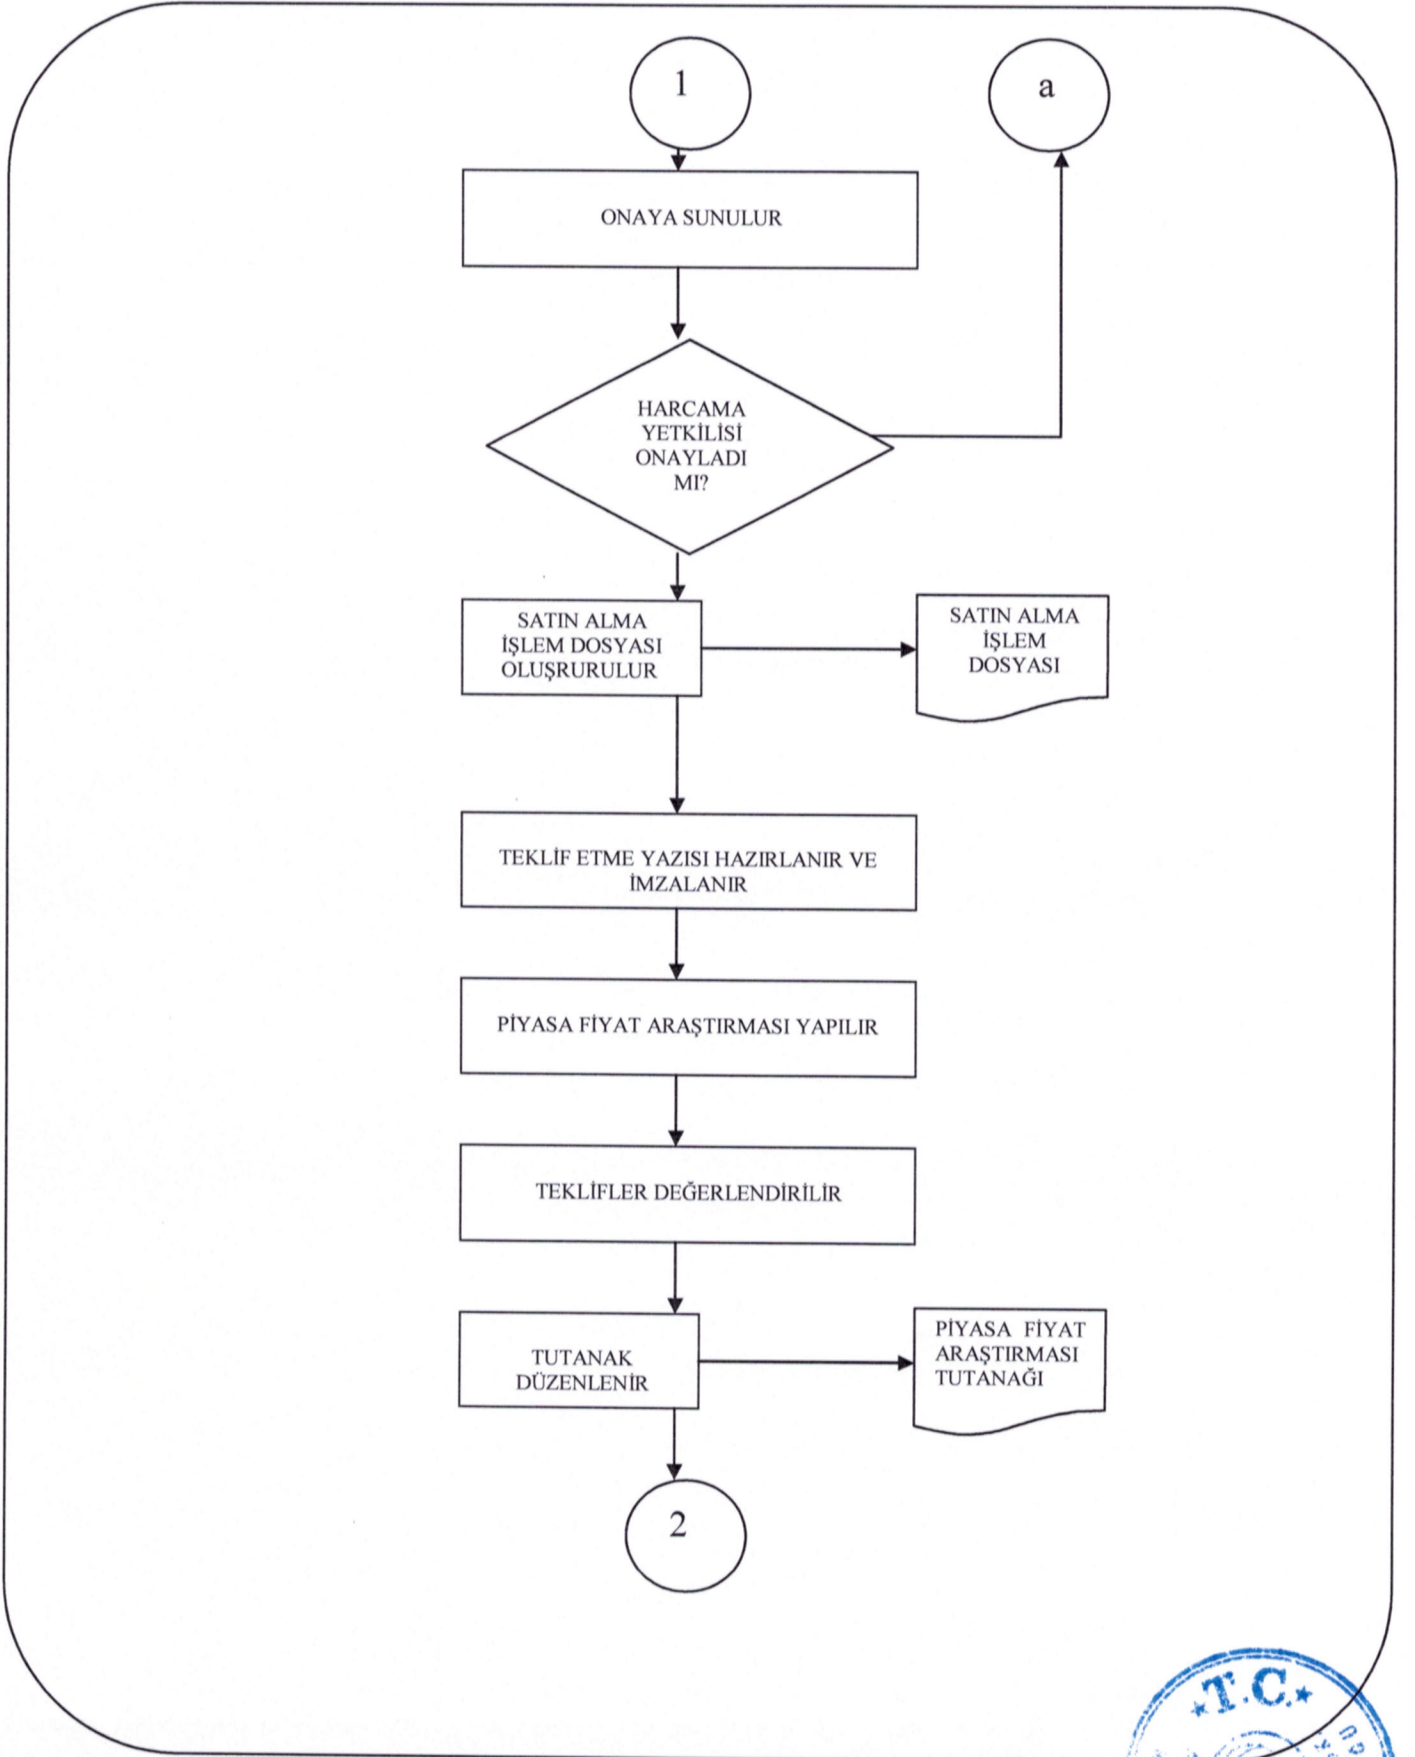 1
a
ONAYA SUNULUR
HARCAMA
YETKİLİSİ
ONAYLADI
MI?
SATIN ALMA
İŞLEM DOSYASI
OLUŞRURULUR
SATIN ALMA
İŞLEM
DOSYASI
TEKLİF ETME YAZISI HAZIRLANIR VE
İMZALANIR
PİYASA FİYAT ARAŞTIRMASI YAPILIR
TEKLİFLER DEĞERLENDİRİLİR
TUTANAK
DÜZENLENİR
PİYASA FİYAT
ARAŞTIRMASI
TUTANAĞI
2
T.C.